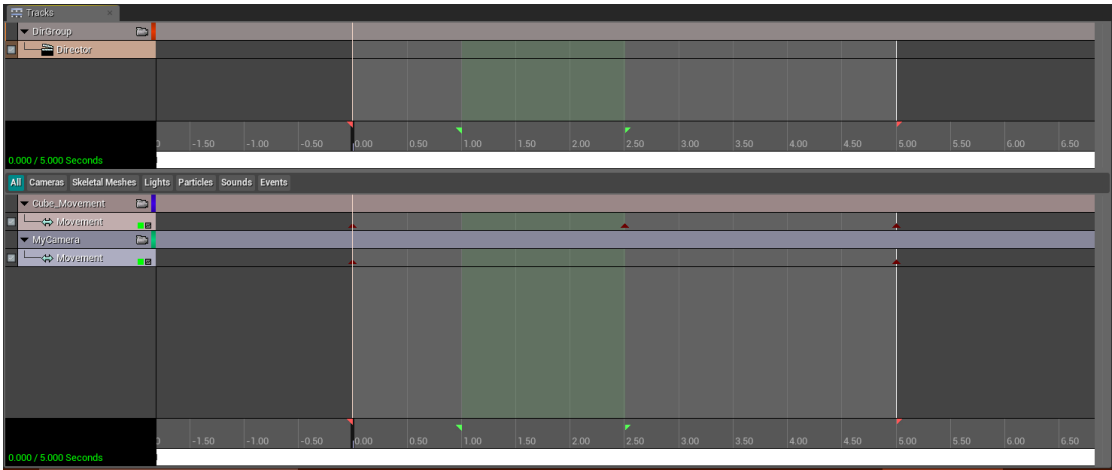 Tracks
DirGroup
Director
-1.50 -1.00 -0.50 0.00 0.50 1.00 1.50 2.00 2.50 3.00 3.50 4.00 4.50 5.00 5.50 6.00 6.50
0.000 / 5.000 Seconds
All Cameras Skeletal Meshes Lights Particles Sounds Events
Cube_Movement
Movement
MyCamera
Movement
-1.50 -1.00 -0.50 0.00 0.50 1.00 1.50 2.00 2.50 3.00 3.50 4.00 4.50 5.00 5.50 6.00 6.50
0.000 / 5.000 Seconds